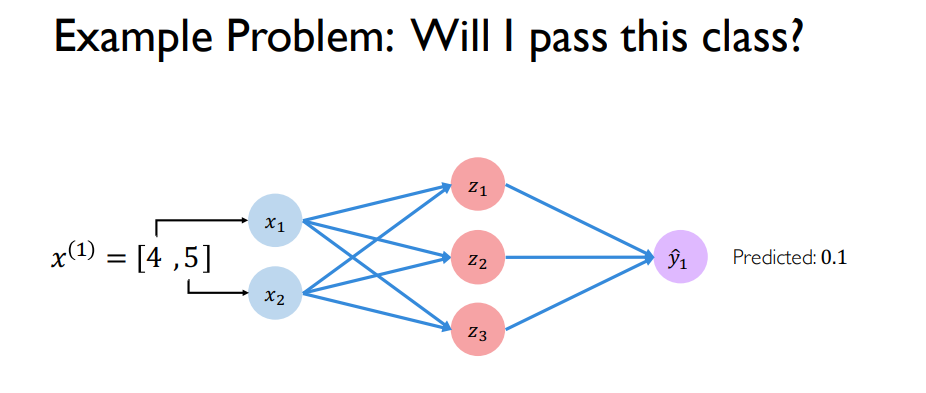 Example Problem: Will I pass this class?
x⁽¹⁾ = [4 ,5]
x₁
x₂
z₁
z₂
z₃
ŷ₁
Predicted: 0.1